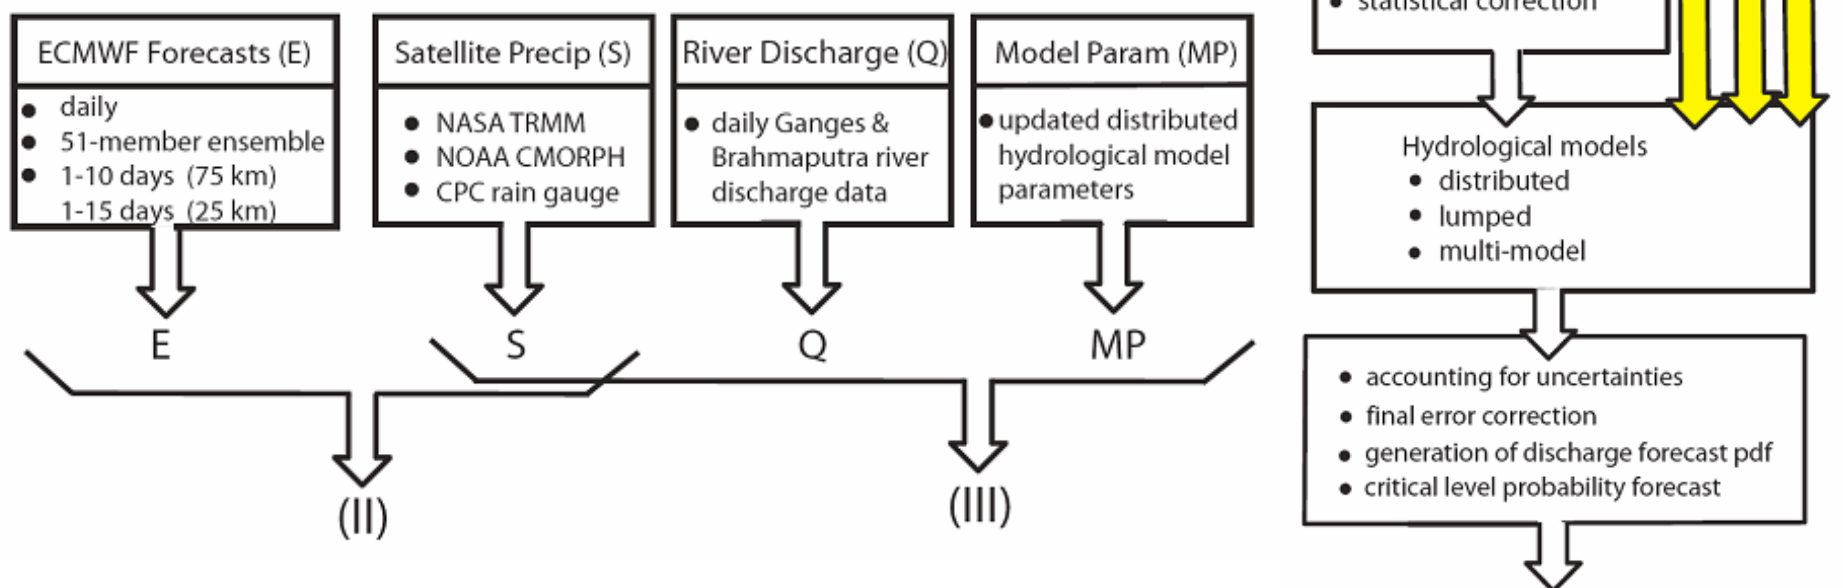 ECMWF Forecasts (E)
● daily
● 51-member ensemble
● 1-10 days (75 km)
1-15 days (25 km)
Satellite Precip (S)
● NASA TRMM
● NOAA CMORPH
● CPC rain gauge
River Discharge (Q)
● daily Ganges &
Brahmaputra river
discharge data
Model Param (MP)
● updated distributed
hydrological model
parameters
E
S
Q
MP
(II)
(III)
● statistical correction
Hydrological models
● distributed
● lumped
● multi-model
● accounting for uncertainties
● final error correction
● generation of discharge forecast pdf
● critical level probability forecast